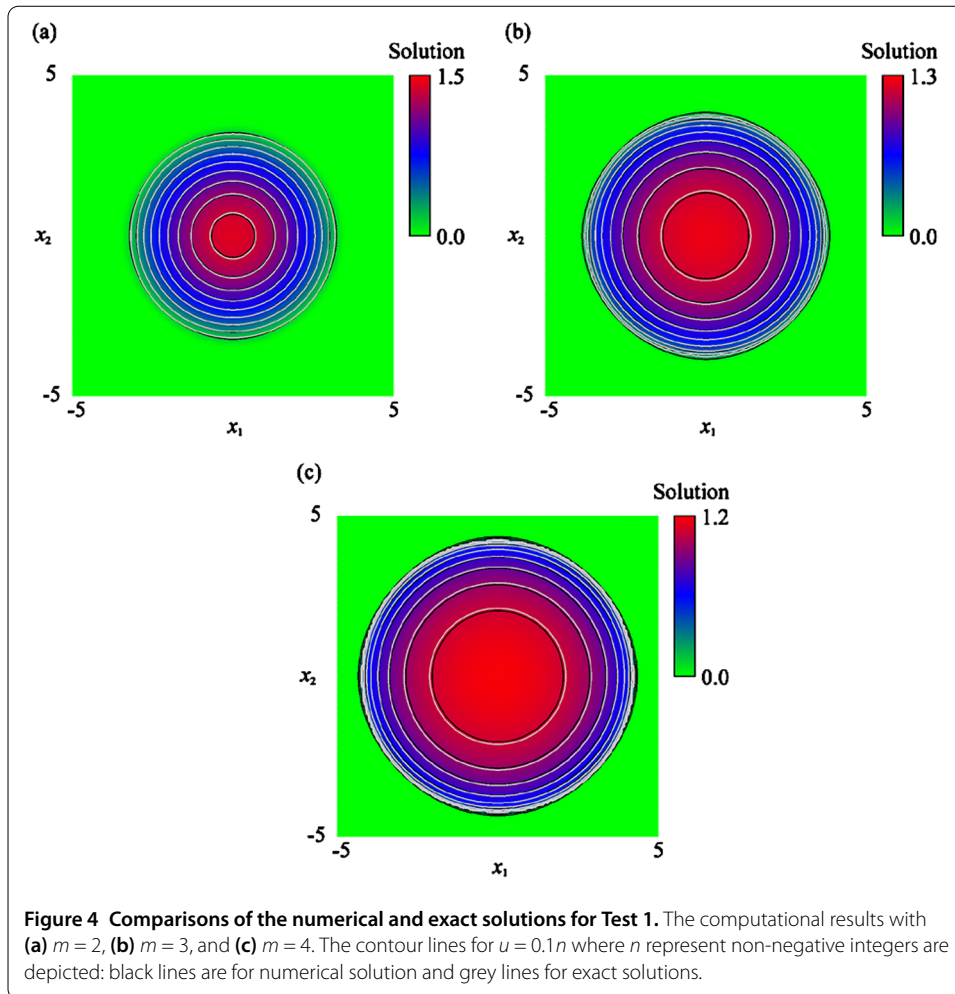 (a)
Solution
5
1.5
x₂
0.0
-5
-5
5
x₁
(b)
Solution
5
1.3
x₂
0.0
-5
-5
5
x₁
(c)
Solution
5
1.2
x₂
0.0
-5
-5
5
x₁
Figure 4 Comparisons of the numerical and exact solutions for Test 1. The computational results with
(a) m = 2, (b) m = 3, and (c) m = 4. The contour lines for u = 0.1n where n represent non-negative integers are
depicted: black lines are for numerical solution and grey lines for exact solutions.